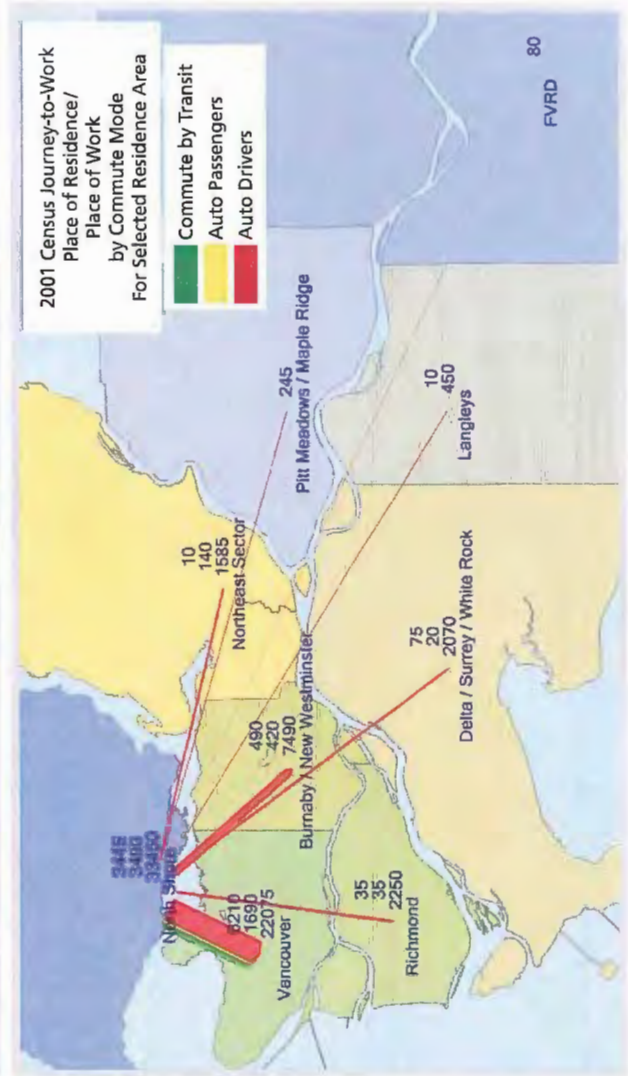 2001 Census Journey-to-Work
Place of Residence/
Place of Work
by Commute Mode
For Selected Residence Area
Commute by Transit
Auto Passengers
Auto Drivers
3490
33450
North Shore
10
140
1585
Northeast Sector
245
Pitt Meadows / Maple Ridge
490
420
7490
Burnaby / New Westminster
6210
1690
22075
Vancouver
35
35
2250
Richmond
75
20
2070
Delta / Surrey / White Rock
10
450
Langleys
80
FVRD